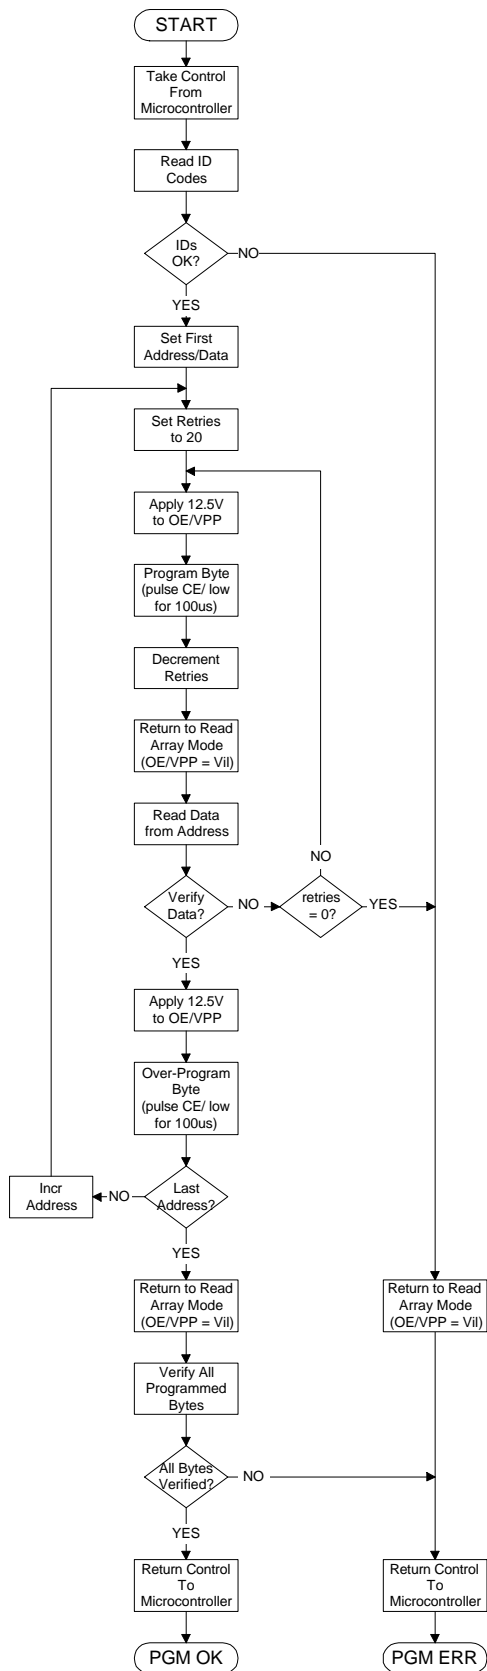 START
Take Control
From
Microcontroller
Read ID
Codes
IDs
OK?
NO
YES
Set First
Address/Data
Set Retries
to 20
Apply 12.5V
to OE/VPP
Program Byte
(pulse CE/ low
for 100us)
Decrement
Retries
Return to Read
Array Mode
(OE/VPP = Vil)
Read Data
from Address
NO
Verify
Data?
NO
retries
= 0?
YES
YES
Apply 12.5V
to OE/VPP
Over-Program
Byte
(pulse CE/ low
for 100us)
Incr
Address
NO
Last
Address?
YES
Return to Read
Array Mode
(OE/VPP = Vil)
Return to Read
Array Mode
(OE/VPP = Vil)
Verify All
Programmed
Bytes
All Bytes
Verified?
NO
YES
Return Control
To
Microcontroller
Return Control
To
Microcontroller
PGM OK
PGM ERR